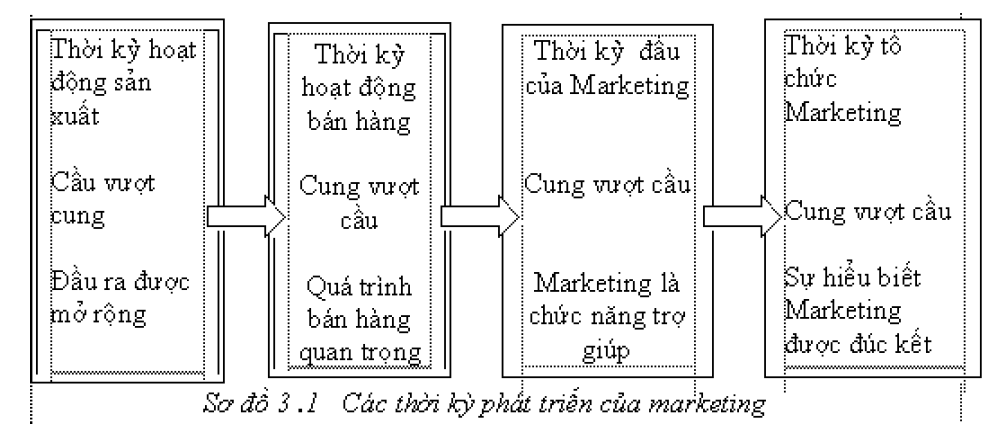 Thời kỳ hoạt
động sản
xuất
Cầu vượt
cung
Đầu ra được
mở rộng
Thời kỳ
hoạt động
bán hàng
Cung vượt
cầu
Quá trình
bán hàng
quan trọng
Thời kỳ đầu
của Marketing
Cung vượt cầu
Marketing là
chức năng trợ
giúp
Thời kỳ tổ
chức
Marketing
Cung vượt cầu
Sự hiểu biết
Marketing
được đúc kết
Sơ đồ 3.1 Các thời kỳ phát triển của marketing